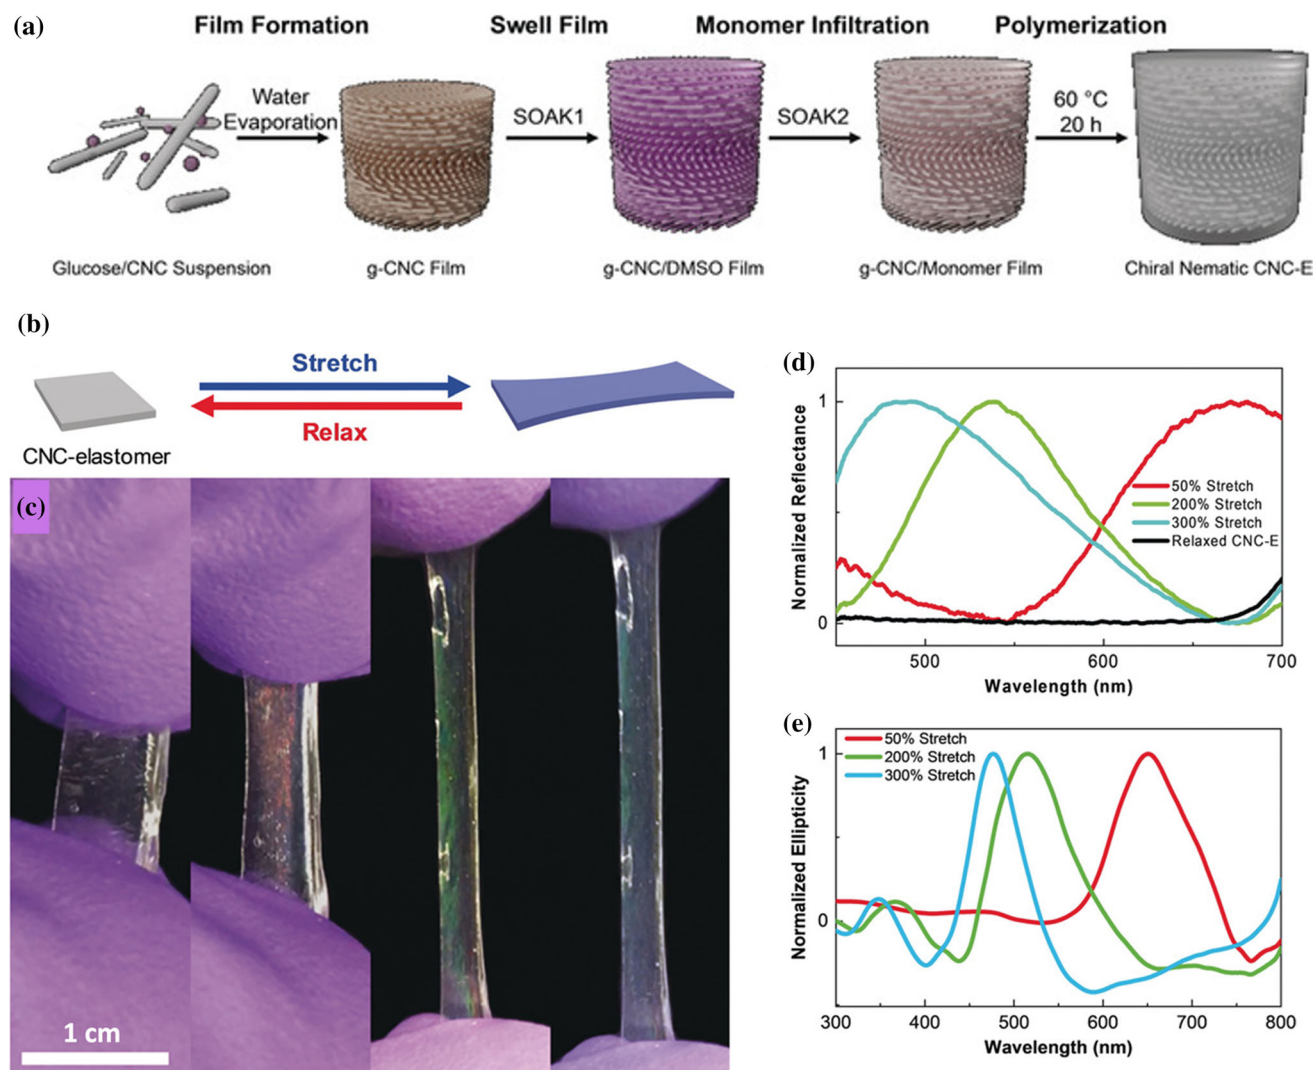 (a)
Film Formation
Swell Film
Monomer Infiltration
Polymerization
Water
Evaporation
SOAK1
SOAK2
60 °C
20 h
Glucose/CNC Suspension
g-CNC Film
g-CNC/DMSO Film
g-CNC/Monomer Film
Chiral Nematic CNC-E
(b)
Stretch
Relax
CNC-elastomer
(c)
1 cm
(d)
Normalized Reflectance
1
0
50% Stretch
200% Stretch
300% Stretch
Relaxed CNC-E
500
600
700
Wavelength (nm)
(e)
Normalized Ellipticity
1
0
50% Stretch
200% Stretch
300% Stretch
300
400
500
600
700
800
Wavelength (nm)